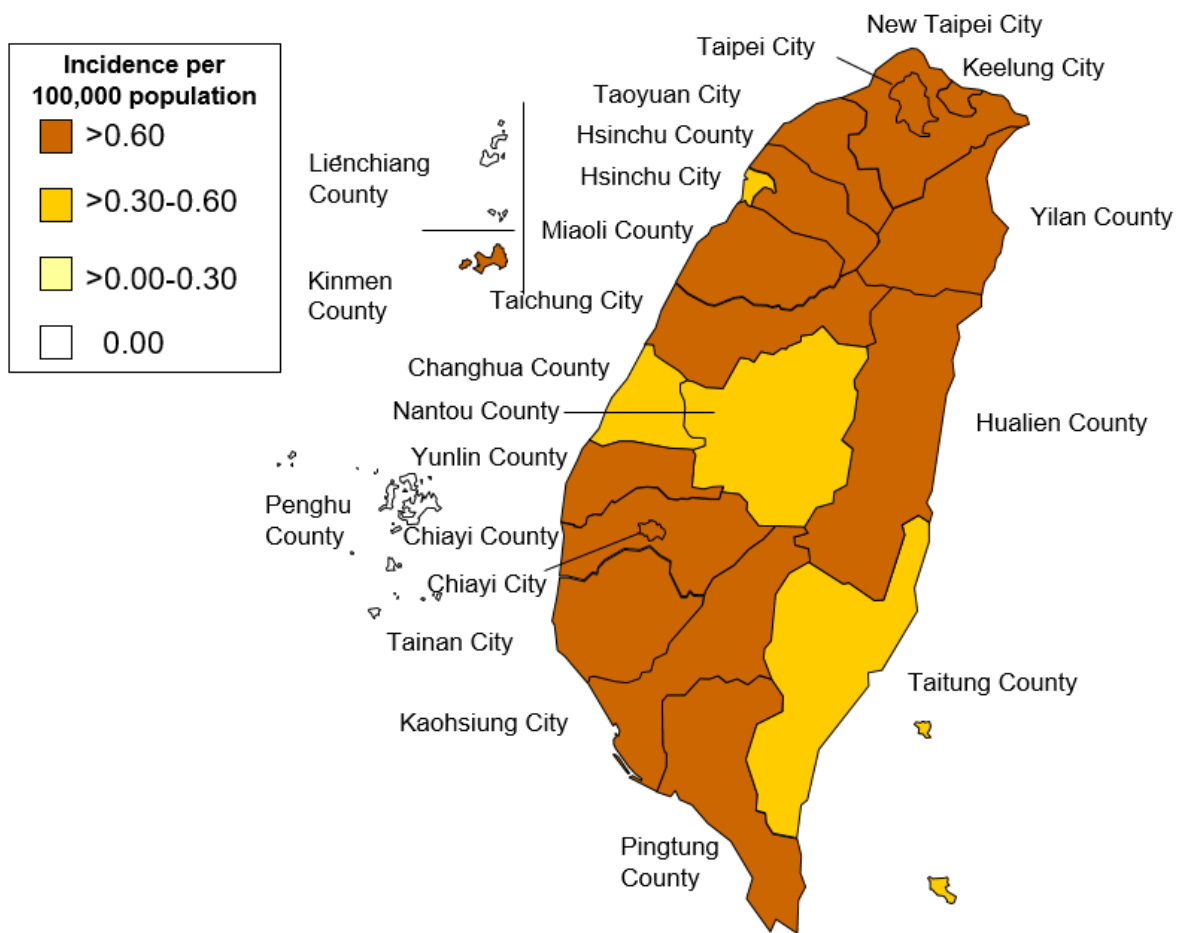 Incidence per
100,000 population
>0.60
>0.30-0.60
>0.00-0.30
0.00
New Taipei City
Taipei City
Keelung City
Taoyuan City
Hsinchu County
Hsinchu City
Lienchiang
County
Miaoli County
Yilan County
Kinmen
County
Taichung City
Changhua County
Nantou County
Hualien County
Yunlin County
Penghu
County
Chiayi County
Chiayi City
Tainan City
Taitung County
Kaohsiung City
Pingtung
County